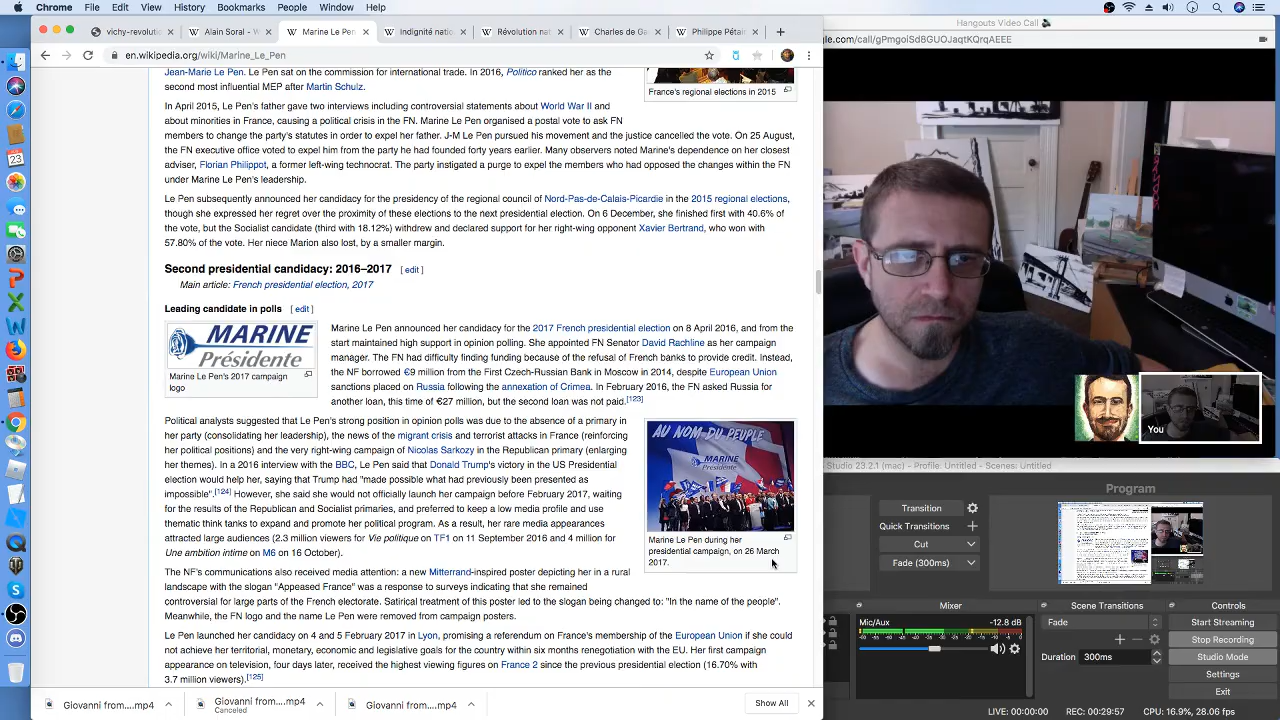 Chrome File Edit View History Bookmarks People Window Help
vichy-revoluti
Alain Soral - W
Marine Le Pen
Indignité natio
Révolution nat
Charles de Ga
Philippe Pétai
en.wikipedia.org/wiki/Marine_Le_Pen
Jean-Marie Le Pen. Le Pen sat on the commission for international trade. In 2016, Politico ranked her as the
second most influential MEP after Martin Schulz.
France's regional elections in 2015
In April 2015, Le Pen's father gave two interviews including controversial statements about World War II and
about minorities in France, causing a political crisis in the FN. Marine Le Pen organised a postal vote to ask FN
members to change the party's statutes in order to expel her father. J-M Le Pen pursued his movement and the justice cancelled the vote. On 25 August,
the FN executive office voted to expel him from the party he had founded forty years earlier. Many observers noted Marine's dependence on her closest
adviser, Florian Philippot, a former left-wing technocrat. The party instigated a purge to expel the members who had opposed the changes within the FN
under Marine Le Pen's leadership.
Le Pen subsequently announced her candidacy for the presidency of the regional council of Nord-Pas-de-Calais-Picardie in the 2015 regional elections,
though she expressed her regret over the proximity of these elections to the next presidential election. On 6 December, she finished first with 40.6% of
the vote, but the Socialist candidate (third with 18.12%) withdrew and declared support for her right-wing opponent Xavier Bertrand, who won with
57.80% of the vote. Her niece Marion also lost, by a smaller margin.
Second presidential candidacy: 2016–2017 [ edit ]
Main article: French presidential election, 2017
Leading candidate in polls [ edit ]
MARINE
Présidente
Marine Le Pen's 2017 campaign
logo
Marine Le Pen announced her candidacy for the 2017 French presidential election on 8 April 2016, and from the
start maintained high support in opinion polling. She appointed FN Senator David Rachline as her campaign
manager. The FN had difficulty finding funding because of the refusal of French banks to provide credit. Instead,
the NF borrowed €9 million from the First Czech-Russian Bank in Moscow in 2014, despite European Union
sanctions placed on Russia following the annexation of Crimea. In February 2016, the FN asked Russia for
another loan, this time of €27 million, but the second loan was not paid.[123]
Political analysts suggested that Le Pen's strong position in opinion polls was due to the absence of a primary in
her party (consolidating her leadership), the news of the migrant crisis and terrorist attacks in France (reinforcing
her political positions) and the very right-wing campaign of Nicolas Sarkozy in the Republican primary (enlarging
her themes). In a 2016 interview with the BBC, Le Pen said that Donald Trump's victory in the US Presidential
election would help her, saying that Trump had "made possible what had previously been presented as
impossible".[124] However, she said she would not officially launch her campaign before February 2017, waiting
for the results of the Republican and Socialist primaries, and preferred to keep a low media profile and use
thematic think tanks to expand and promote her political program. As a result, her rare media appearances
attracted large audiences (2.3 million viewers for Vie politique on TF1 on 11 September 2016 and 4 million for
Une ambition intime on M6 on 16 October).
AU NOM DU PEUPLE
MARINE
Présidente
Marine Le Pen during her
presidential campaign, on 26 March
2017.
The NF's communications also received media attention: a new Mitterrand-inspired poster depicting her in a rural
landscape with the slogan "Appeased France" was a response to surveys indicating that she remained
controversial for large parts of the French electorate. Satirical treatment of this poster led to the slogan being changed to: "In the name of the people".
Meanwhile, the FN logo and the name Le Pen were removed from campaign posters.
Le Pen launched her candidacy on 4 and 5 February 2017 in Lyon, promising a referendum on France's membership of the European Union if she could
not achieve her territorial, monetary, economic and legislative goals for the country within six months renegotiation with the EU. Her first campaign
appearance on television, four days later, received the highest viewing figures on France 2 since the previous presidential election (16.70% with
3.7 million viewers).[125]
Giovanni from....mp4
Giovanni from....mp4
Canceled
Giovanni from....mp4
Show All
Hangouts Video Call
le.com/call/gPmgoiSd8GUOJaqtKQrqAEEE
You
Studio 23.2.1 (mac) - Profile: Untitled - Scenes: Untitled
Program
Transition
Quick Transitions
Cut
Fade (300ms)
Mixer
Scene Transitions
Controls
Mic/Aux
-12.8 dB
Fade
Duration 300ms
Start Streaming
Stop Recording
Studio Mode
Settings
Exit
LIVE: 00:00:00 REC: 00:29:57 CPU: 16.9%, 28.06 fps